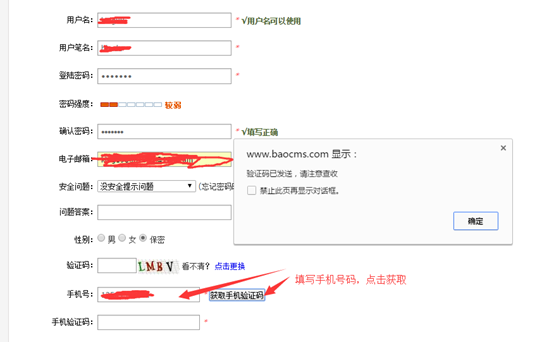 用户名： * √用户名可以使用
用户笔名： *
登陆密码： ••••••• *
密码强度： 较弱
确认密码： ••••••• * √填写正确
电子邮箱：
www.baocms.com 显示：
验证码已发送，请注意查收
禁止此页再显示对话框。
确定
安全问题： 没安全提示问题 (忘记密码
问题答案：
性别： 男 女 保密
验证码： LMBV 看不清？ 点击更换
填写手机号码，点击获取
手机号： * 获取手机验证码
手机验证码： *